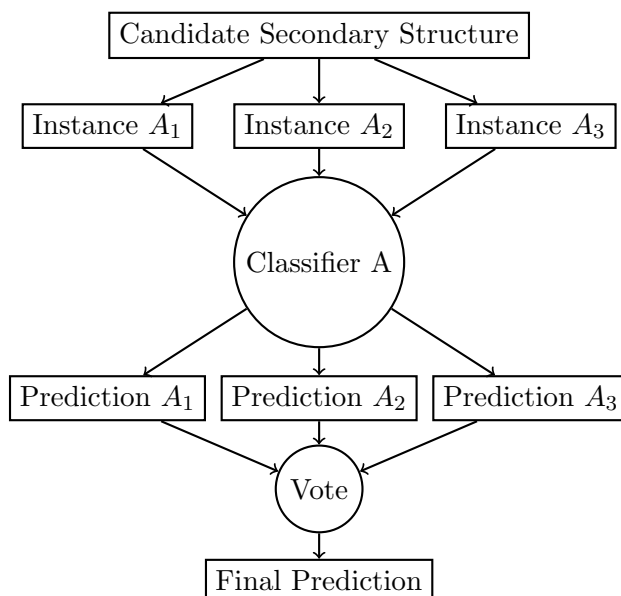 Candidate Secondary Structure
Instance A₁ Instance A₂ Instance A₃
Classifier A
Prediction A₁ Prediction A₂ Prediction A₃
Vote
Final Prediction